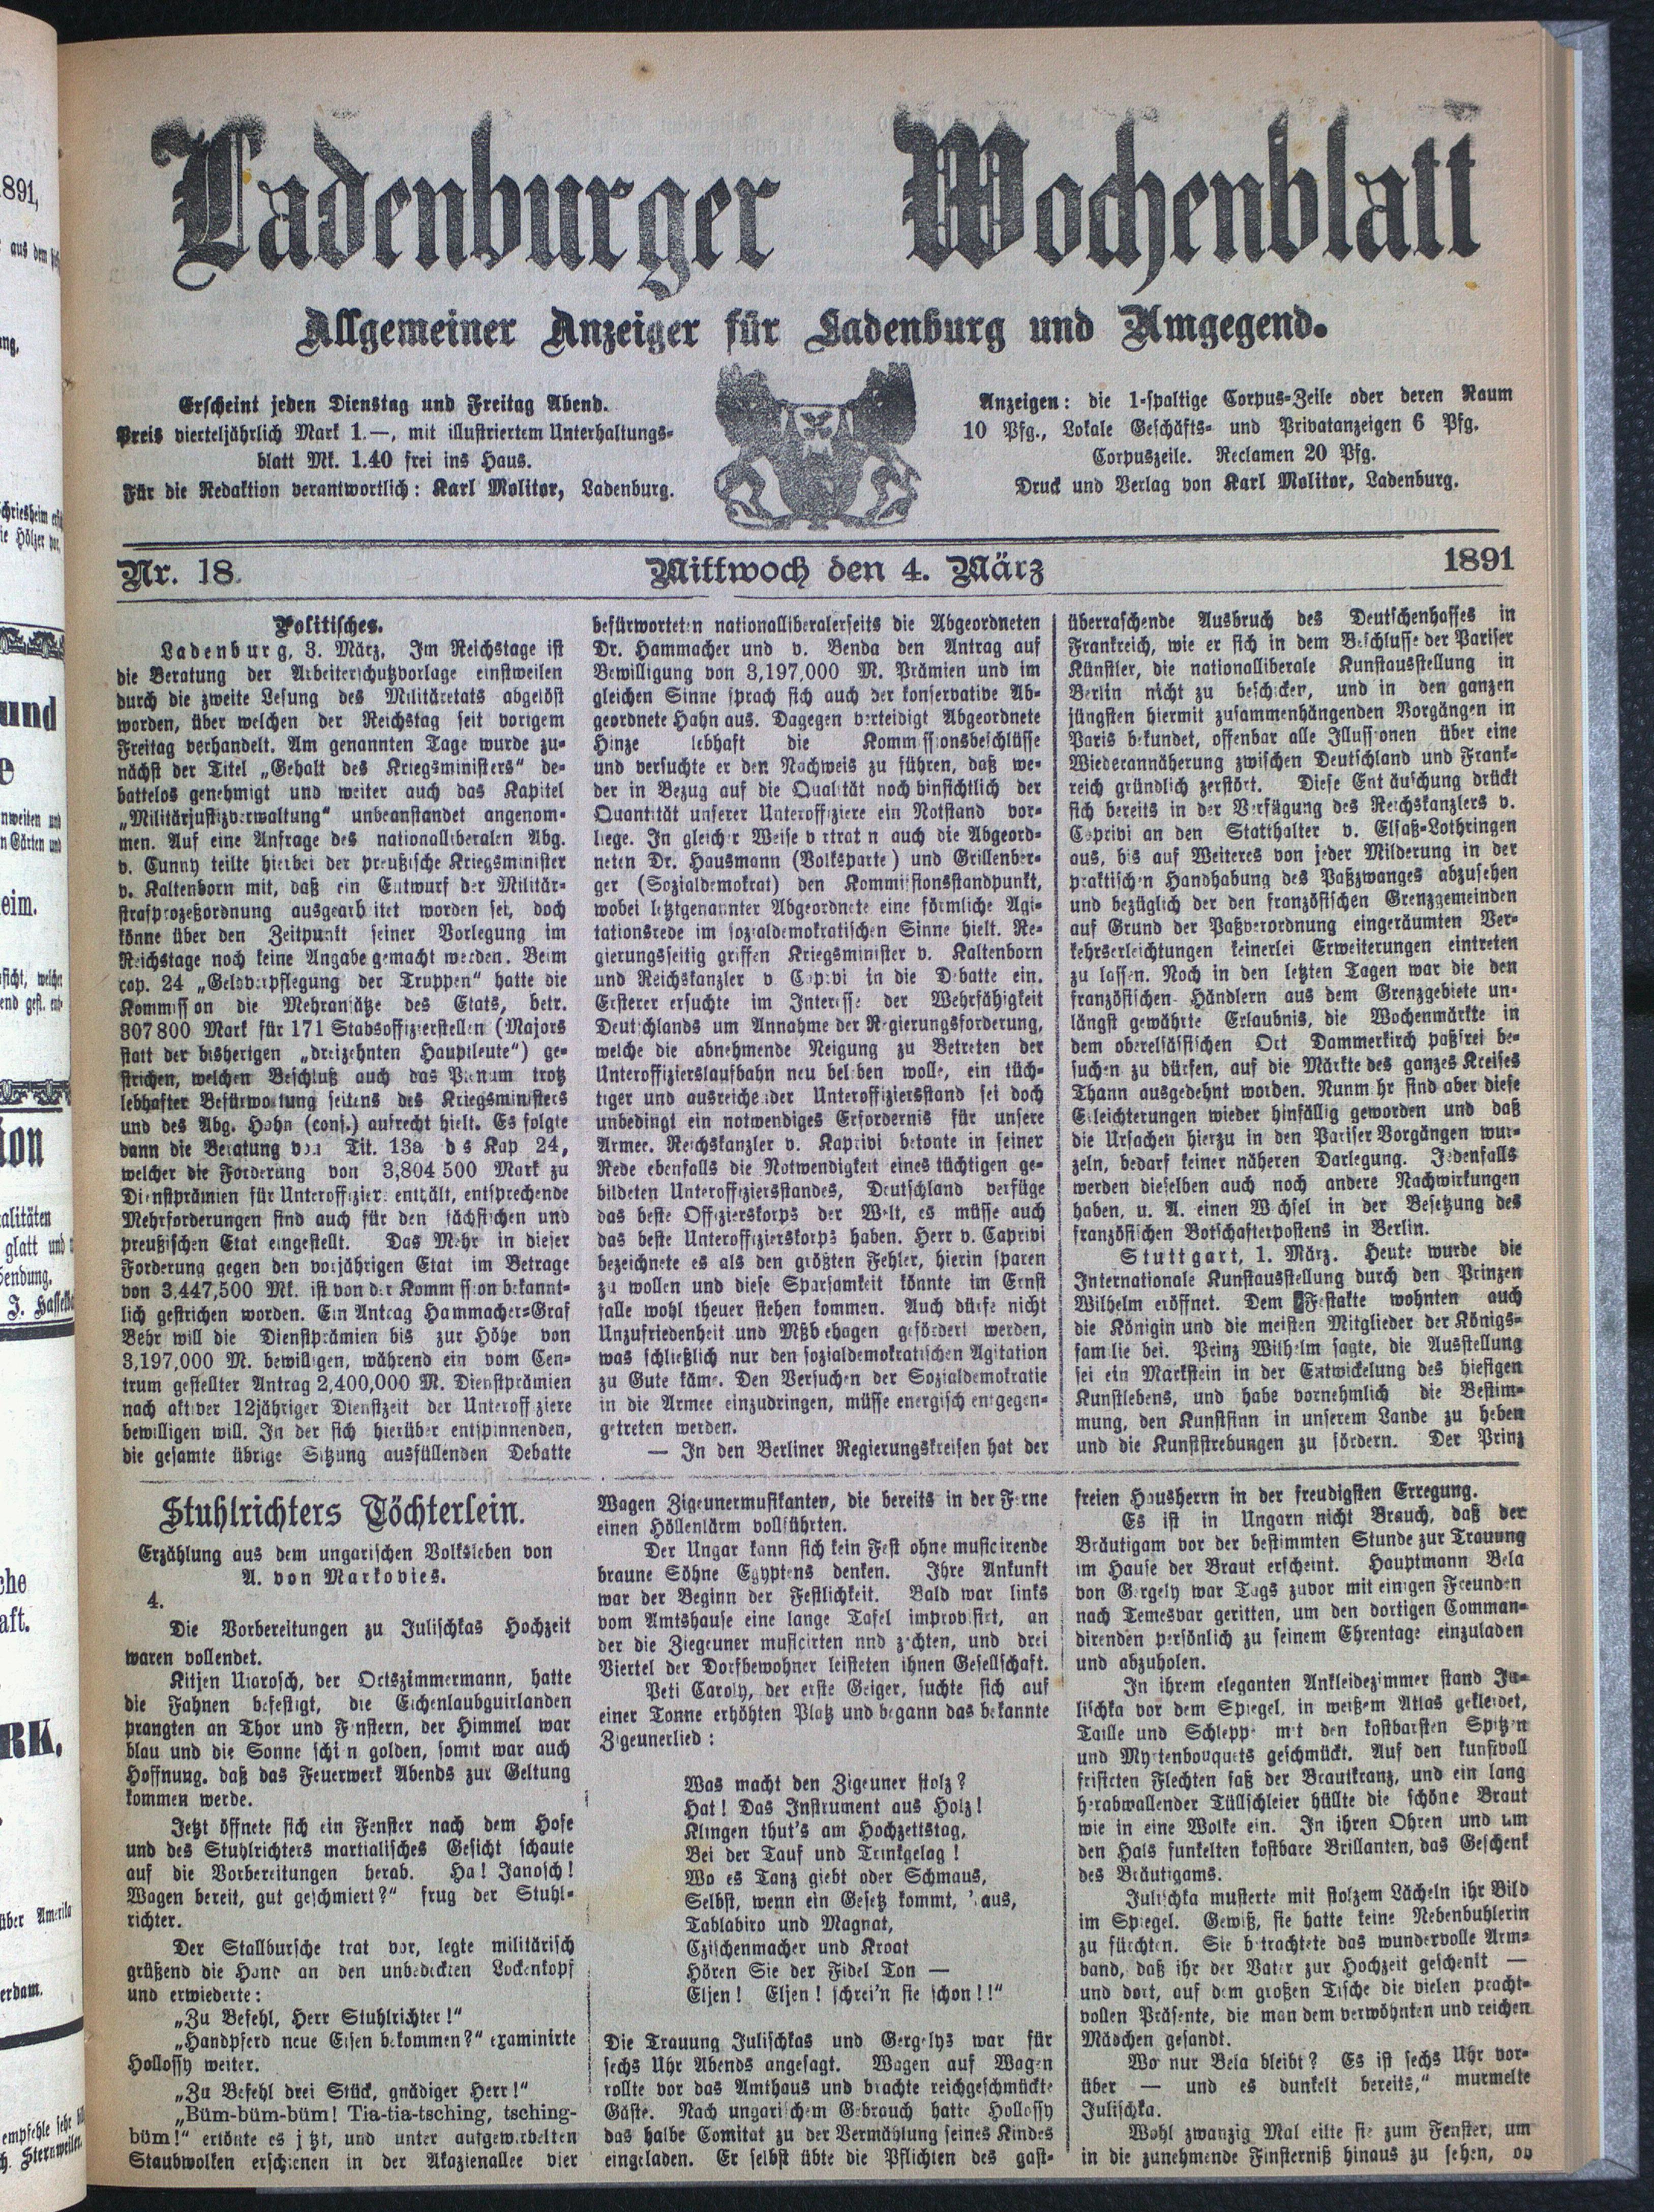 Ladenburger Wochenblatt
Allgemeiner Anzeiger für Ladenburg und Umgegend.
Erscheint jeden Dienstag und Freitag Abend.
Preis vierteljährlich Mark 1.—, mit illustriertem Unterhaltungs-
blatt Mk. 1.40 frei ins Haus.
Für die Redaktion verantwortlich: Karl Molitor, Ladenburg.
Anzeigen: die 1-spaltige Corpus-Zeile oder deren Raum
10 Pfg., Lokale Geschäfts- und Privatanzeigen 6 Pfg.
Corpuszeile. Reclamen 20 Pfg.
Druck und Verlag von Karl Molitor, Ladenburg.
Nr. 18. Mittwoch den 4. März 1891
Politisches.
Ladenburg, 3. März. Im Reichstage ist
die Beratung der Arbeiterschutzvorlage einstweilen
durch die zweite Lesung des Militäretats abgelöst
worden, über welchen der Reichstag seit vorigem
Freitag verhandelt. Am genannten Tage wurde zu-
nächst der Titel „Gehalt des Kriegsministers“ de-
battelos genehmigt und weiter auch das Kapitel
„Militärjustizverwaltung“ unbeanstandet angenom-
men. Auf eine Anfrage des nationalliberalen Abg.
v. Cunny teilte hierbei der preußische Kriegsminister
v. Kaltenborn mit, daß ein Entwurf der Militär-
strafprozeßordnung ausgearb itet worden sei, doch
könne über den Zeitpunkt seiner Vorlegung im
Reichstage noch keine Angabe gemacht werden. Beim
cap. 24 „Geldverpflegung der Truppen“ hatte die
Kommiss on die Mehransätze des Etats, betr.
307800 Mark für 171 Stabsoffizierstellen (Majors
statt der bisherigen „dreizehnten Hauptleute“) ge-
strichen, welchen Beschluß auch das Plenum trotz
lebhafter Befürwortung seitens des Kriegsministers
und des Abg. Hahn (cons.) aufrecht hielt. Es folgte
dann die Beratung von Tit. 13a d s Kap 24,
welcher die Forderung von 3,804 500 Mark zu
Dienstprämien für Unteroffiziere enthält, entsprechende
Mehrforderungen sind auch für den sächsischen und
preußischen Etat eingestellt. Das Mehr in dieser
Forderung gegen den vorjährigen Etat im Betrage
von 3,447,500 Mk. ist von der Komm ssion bekannt-
lich gestrichen worden. Ein Antrag Hammacher-Graf
Behr will die Dienstprämien bis zur Höhe von
3,197,000 M. bewilligen, während ein vom Cen-
trum gestellter Antrag 2,400,000 M. Dienstprämien
nach aktiver 12jähriger Dienstzeit der Unteroff ziere
bewilligen will. In der sich hierüber entspinnenden,
die gesamte übrige Sitzung ausfüllenden Debatte
befürworteten nationalliberalerseits die Abgeordneten
Dr. Hammacher und v. Benda den Antrag auf
Bewilligung von 3,197,000 M. Prämien und im
gleichen Sinne sprach sich auch der konservative Ab-
geordnete Hahn aus. Dagegen verteidigt Abgeordnete
Hinze lebhaft die Komm ssionsbeschlüsse
und versuchte er den Nachweis zu führen, daß we-
der in Bezug auf die Qualität noch hinsichtlich der
Quantität unserer Unteroffiziere ein Notstand vor-
liege. In gleicher Weise v rtrat n auch die Abgeord-
neten Dr. Hausmann (Volksparte ) und Grillenber-
ger (Sozialdemokrat) den Kommissionsstandpunkt,
wobei letztgenannter Abgeordnete eine förmliche Agi-
tationsrede im sozialdemokratischen Sinne hielt. Re-
gierungsseitig griffen Kriegsminister v. Kaltenborn
und Reichskanzler v Caprivi in die Debatte ein.
Ersterer ersuchte im Interesse der Wehrfähigkeit
Deutschlands um Annahme der Regierungsforderung,
welche die abnehmende Neigung zu Betreten der
Unteroffizierslaufbahn neu beleben wolle, ein tüch-
tiger und ausreichender Unteroffiziersstand sei doch
unbedingt ein notwendiges Erfordernis für unsere
Armee. Reichskanzler v. Kaprivi betonte in seiner
Rede ebenfalls die Notwendigkeit eines tüchtigen ge-
bildeten Unteroffiziersstandes, Deutschland verfüge
das beste Offizierskorps der Welt, es müsse auch
das beste Unteroffizierskorps haben. Herr v. Caprivi
bezeichnete es als den größten Fehler, hierin sparen
zu wollen und diese Sparsamkeit könnte im Ernst
falle wohl theuer stehen kommen. Auch dürfe nicht
Unzufriedenheit und Mßb ehagen gefördert werden,
was schließlich nur den sozialdemokratischen Agitation
zu Gute käme. Den Versuchen der Sozialdemokratie
in die Armee einzudringen, müsse energisch entgegen-
getreten werden.
— In den Berliner Regierungskreisen hat der
überraschende Ausbruch des Deutschenhasses in
Frankreich, wie er sich in dem Beschlusse der Pariser
Künstler, die nationalliberale Kunstausstellung in
Berlin nicht zu beschicken, und in den ganzen
jüngsten hiermit zusammenhängenden Vorgängen in
Paris bekundet, offenbar alle Illusionen über eine
Wiederannäherung zwischen Deutschland und Frank-
reich gründlich zerstört. Diese Ent äuschung drückt
sich bereits in der Verfügung des Reichskanzlers v.
Caprivi an den Statthalter v. Elsaß-Lothringen
aus, bis auf Weiteres von jeder Milderung in der
praktischen Handhabung des Paßzwanges abzusehen
und bezüglich der den französischen Grenzgemeinden
auf Grund der Paßverordnung eingeräumten Ver-
kehrserleichtungen keinerlei Erweiterungen eintreten
zu lassen. Noch in den letzten Tagen war die den
französischen Händlern aus dem Grenzgebiete un-
längst gewährte Erlaubnis, die Wochenmärkte in
dem oberelsässischen Ort Dammerkirch paßfrei be-
suchen zu dürfen, auf die Märkte des ganzes Kreises
Thann ausgedehnt worden. Nunm hr sind aber diese
Erleichterungen wieder hinfällig geworden und daß
die Ursachen hierzu in den Pariser Vorgängen wur-
zeln, bedarf keiner näheren Darlegung. Jedenfalls
werden dieselben auch noch andere Nachwirkungen
haben, u. A. einen W chsel in der Besetzung des
französischen Botschafterpostens in Berlin.
Stuttgart, 1. März. Heute wurde die
Internationale Kunstausstellung durch den Prinzen
Wilhelm eröffnet. Dem Festakte wohnten auch
die Königin und die meisten Mitglieder der Königs-
familie bei. Prinz Wilhelm sagte, die Ausstellung
sei ein Markstein in der Entwickelung des hiesigen
Kunstlebens, und habe vornehmlich die Bestim-
mung, den Kunstsinn in unserem Lande zu heben
und die Kunststrebungen zu fördern. Der Prinz
Stuhlrichters Töchterlein.
Erzählung aus dem ungarischen Volksleben von
A. von Markovies.
4.
Die Vorbereitungen zu Julischkas Hochzeit
waren vollendet.
Kitjen Ujarosch, der Ortszimmermann, hatte
die Fahnen befestigt, die Eichenlaubguirlanden
prangten an Thor und Fenstern, der Himmel war
blau und die Sonne schi n golden, somit war auch
Hoffnung. daß das Feuerwerk Abends zur Geltung
kommen werde.
Jetzt öffnete sich ein Fenster nach dem Hofe
und des Stuhlrichters martialisches Gesicht schaute
auf die Vorbereitungen herab. Ha! Janosch!
Wagen bereit, gut geschmiert?“ frug der Stuhl-
richter.
Der Stallbursche trat vor, legte militärisch
grüßend die Hand an den unbedeckten Lockenkopf
und erwiederte:
„Zu Befehl, Herr Stuhlrichter!“
„Handpferd neue Eisen bekommen?“ examinirte
Hollossy weiter.
„Zu Befehl drei Stück, gnädiger Herr!“
„Büm-büm-büm! Tia-tia-tsching, tsching-
büm!“ ertönte es j tzt, und unter aufgewirbelten
Staubwolken erschienen in der Akazienallee vier
Wagen Zigeunermusikanten, die bereits in der Ferne
einen Höllenlärm vollführten.
Der Ungar kann sich kein Fest ohne musicirende
braune Söhne Egyptens denken. Ihre Ankunft
war der Beginn der Festlichkeit. Bald war links
vom Amtshause eine lange Tafel improvisirt, an
der die Ziegeuner musicirten nnd zechten, und drei
Viertel der Dorfbewohner leisteten ihnen Gesellschaft.
Peti Caroly, der erste Geiger, suchte sich auf
einer Tonne erhöhten Platz und begann das bekannte
Zigeunerlied:
Was macht den Zigeuner stolz?
Hat! Das Instrument aus Holz!
Klingen thut's am Hochzeitstag,
Bei der Tauf und Trinkgelag!
Wo es Tanz giebt oder Schmaus,
Selbst, wenn ein Gesetz kommt, 'raus,
Tablabiro und Magnat,
Czischenmacher und Kroat
Hören Sie der Fidel Ton —
Eljen! Eljen! schrei'n sie schon!!“
Die Trauung Julischkas und Gergelys war für
sechs Uhr Abends angesagt. Wagen auf Wagen
rollte vor das Amthaus und brachte reichgeschmückte
Gäste. Nach ungarischem Gebrauch hatte Hollossy
das halbe Comitat zu der Vermählung seines Kindes
eingeladen. Er selbst übte die Pflichten des gast-
freien Hausherrn in der freudigsten Erregung.
Es ist in Ungarn nicht Brauch, daß der
Bräutigam vor der bestimmten Stunde zur Trauung
im Hause der Braut erscheint. Hauptmann Bela
von Gergely war Tags zuvor mit einigen Freunden
nach Temesvar geritten, um den dortigen Comman-
direnden persönlich zu seinem Ehrentage einzuladen
und abzuholen.
In ihrem eleganten Ankleidezimmer stand Ju-
lischka vor dem Spiegel, in weißem Atlas gekleidet,
Taille und Schleppe mit den kostbarsten Spitzen
und Myrtenbouquets geschmückt. Auf den kunstvoll
frisirten Flechten saß der Brautkranz, und ein lang
herabwallender Tüllschleier hüllte die schöne Braut
wie in eine Wolke ein. In ihren Ohren und um
den Hals funkelten kostbare Brillanten, das Geschenk
des Bräutigams.
Julischka musterte mit stolzem Lächeln ihr Bild
im Spiegel. Gewiß, sie hatte keine Nebenbuhlerin
zu fürchten. Sie betrachtete das wundervolle Arm-
band, daß ihr der Vater zur Hochzeit geschenkt —
und dort, auf dem großen Tische die vielen pracht-
vollen Präsente, die man dem verwöhnten und reichen
Mädchen gesandt.
Wo nur Bela bleibt? Es ist sechs Uhr vor-
über — und es dunkelt bereits,“ murmelte
Julischka.
Wohl zwanzig Mal eilte sie zum Fenster, um
in die zunehmende Finsterniß hinaus zu sehen, ob